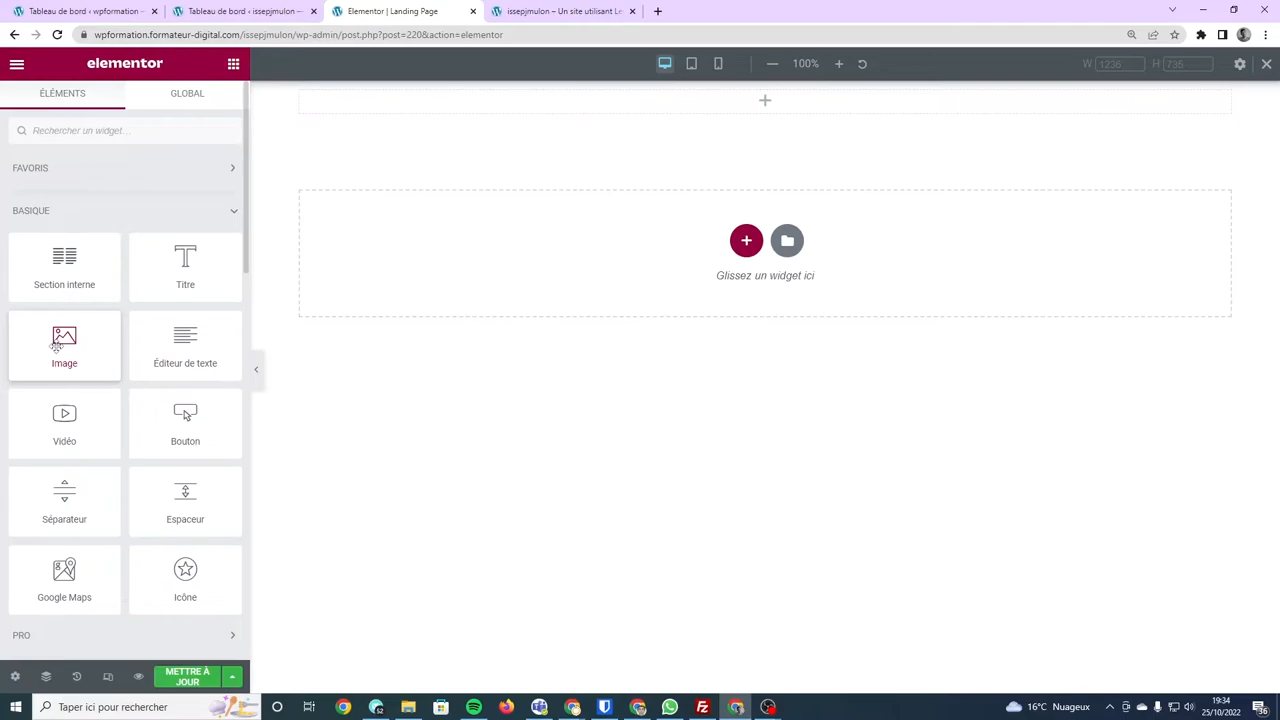 Tableau de bord ‹ wpformation -
Tableau de bord ‹ issepjmulon
Elementor | Landing Page
issepjmulon – Un site utilisant Le
wpformation.formateur-digital.com/issepjmulon/wp-admin/post.php?post=220&action=elementor
elementor
100%
W 1236
H 735
ÉLÉMENTS
GLOBAL
Rechercher un widget...
FAVORIS
BASIQUE
Section interne
Titre
Image
Éditeur de texte
Vidéo
Bouton
Séparateur
Espaceur
Google Maps
Icône
PRO
METTRE À
JOUR
Glissez un widget ici
Taper ici pour rechercher
16°C Nuageux
19:34
25/10/2022